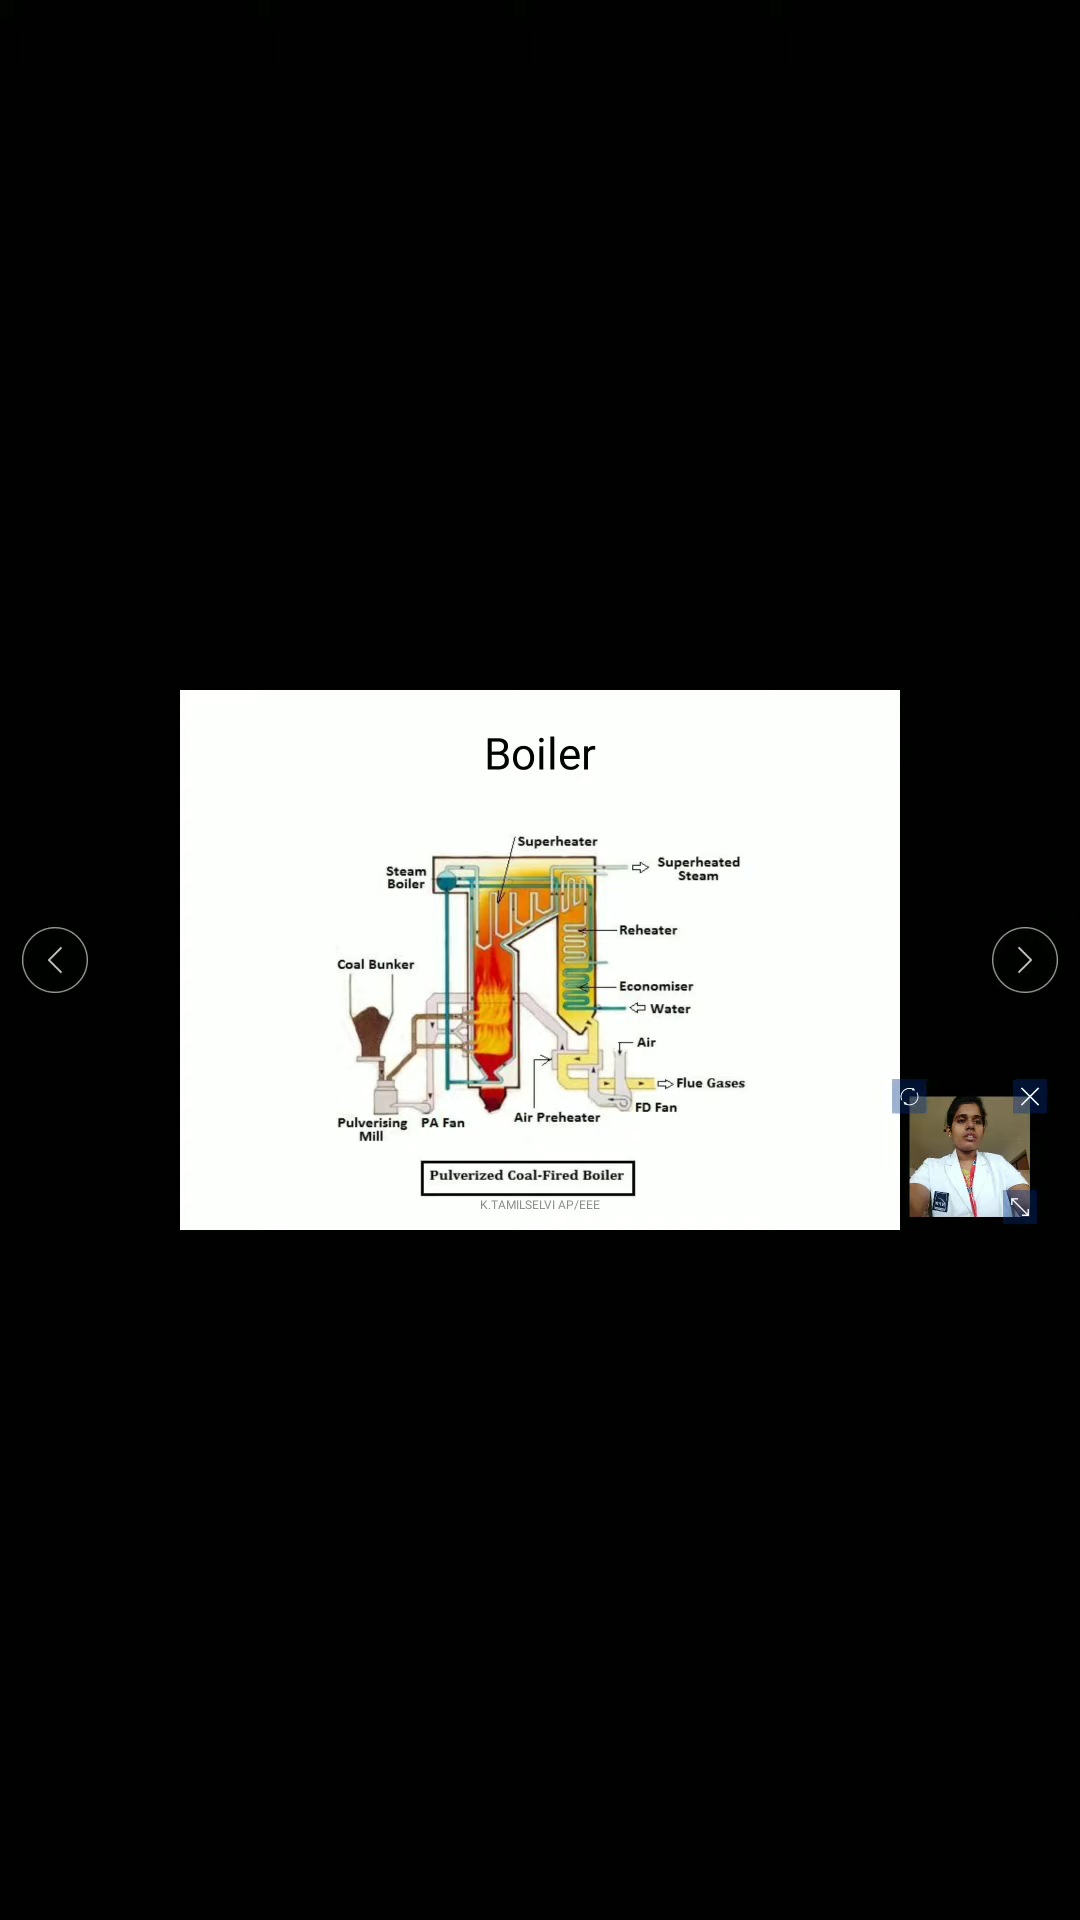 Boiler
Superheater
Steam
Boiler
Superheated
Steam
Reheater
Coal Bunker
Economiser
Water
Air
Flue Gases
FD Fan
Air Preheater
Pulverising
Mill
PA Fan
Pulverized Coal-Fired Boiler
K.TAMILSELVI AP/EEE